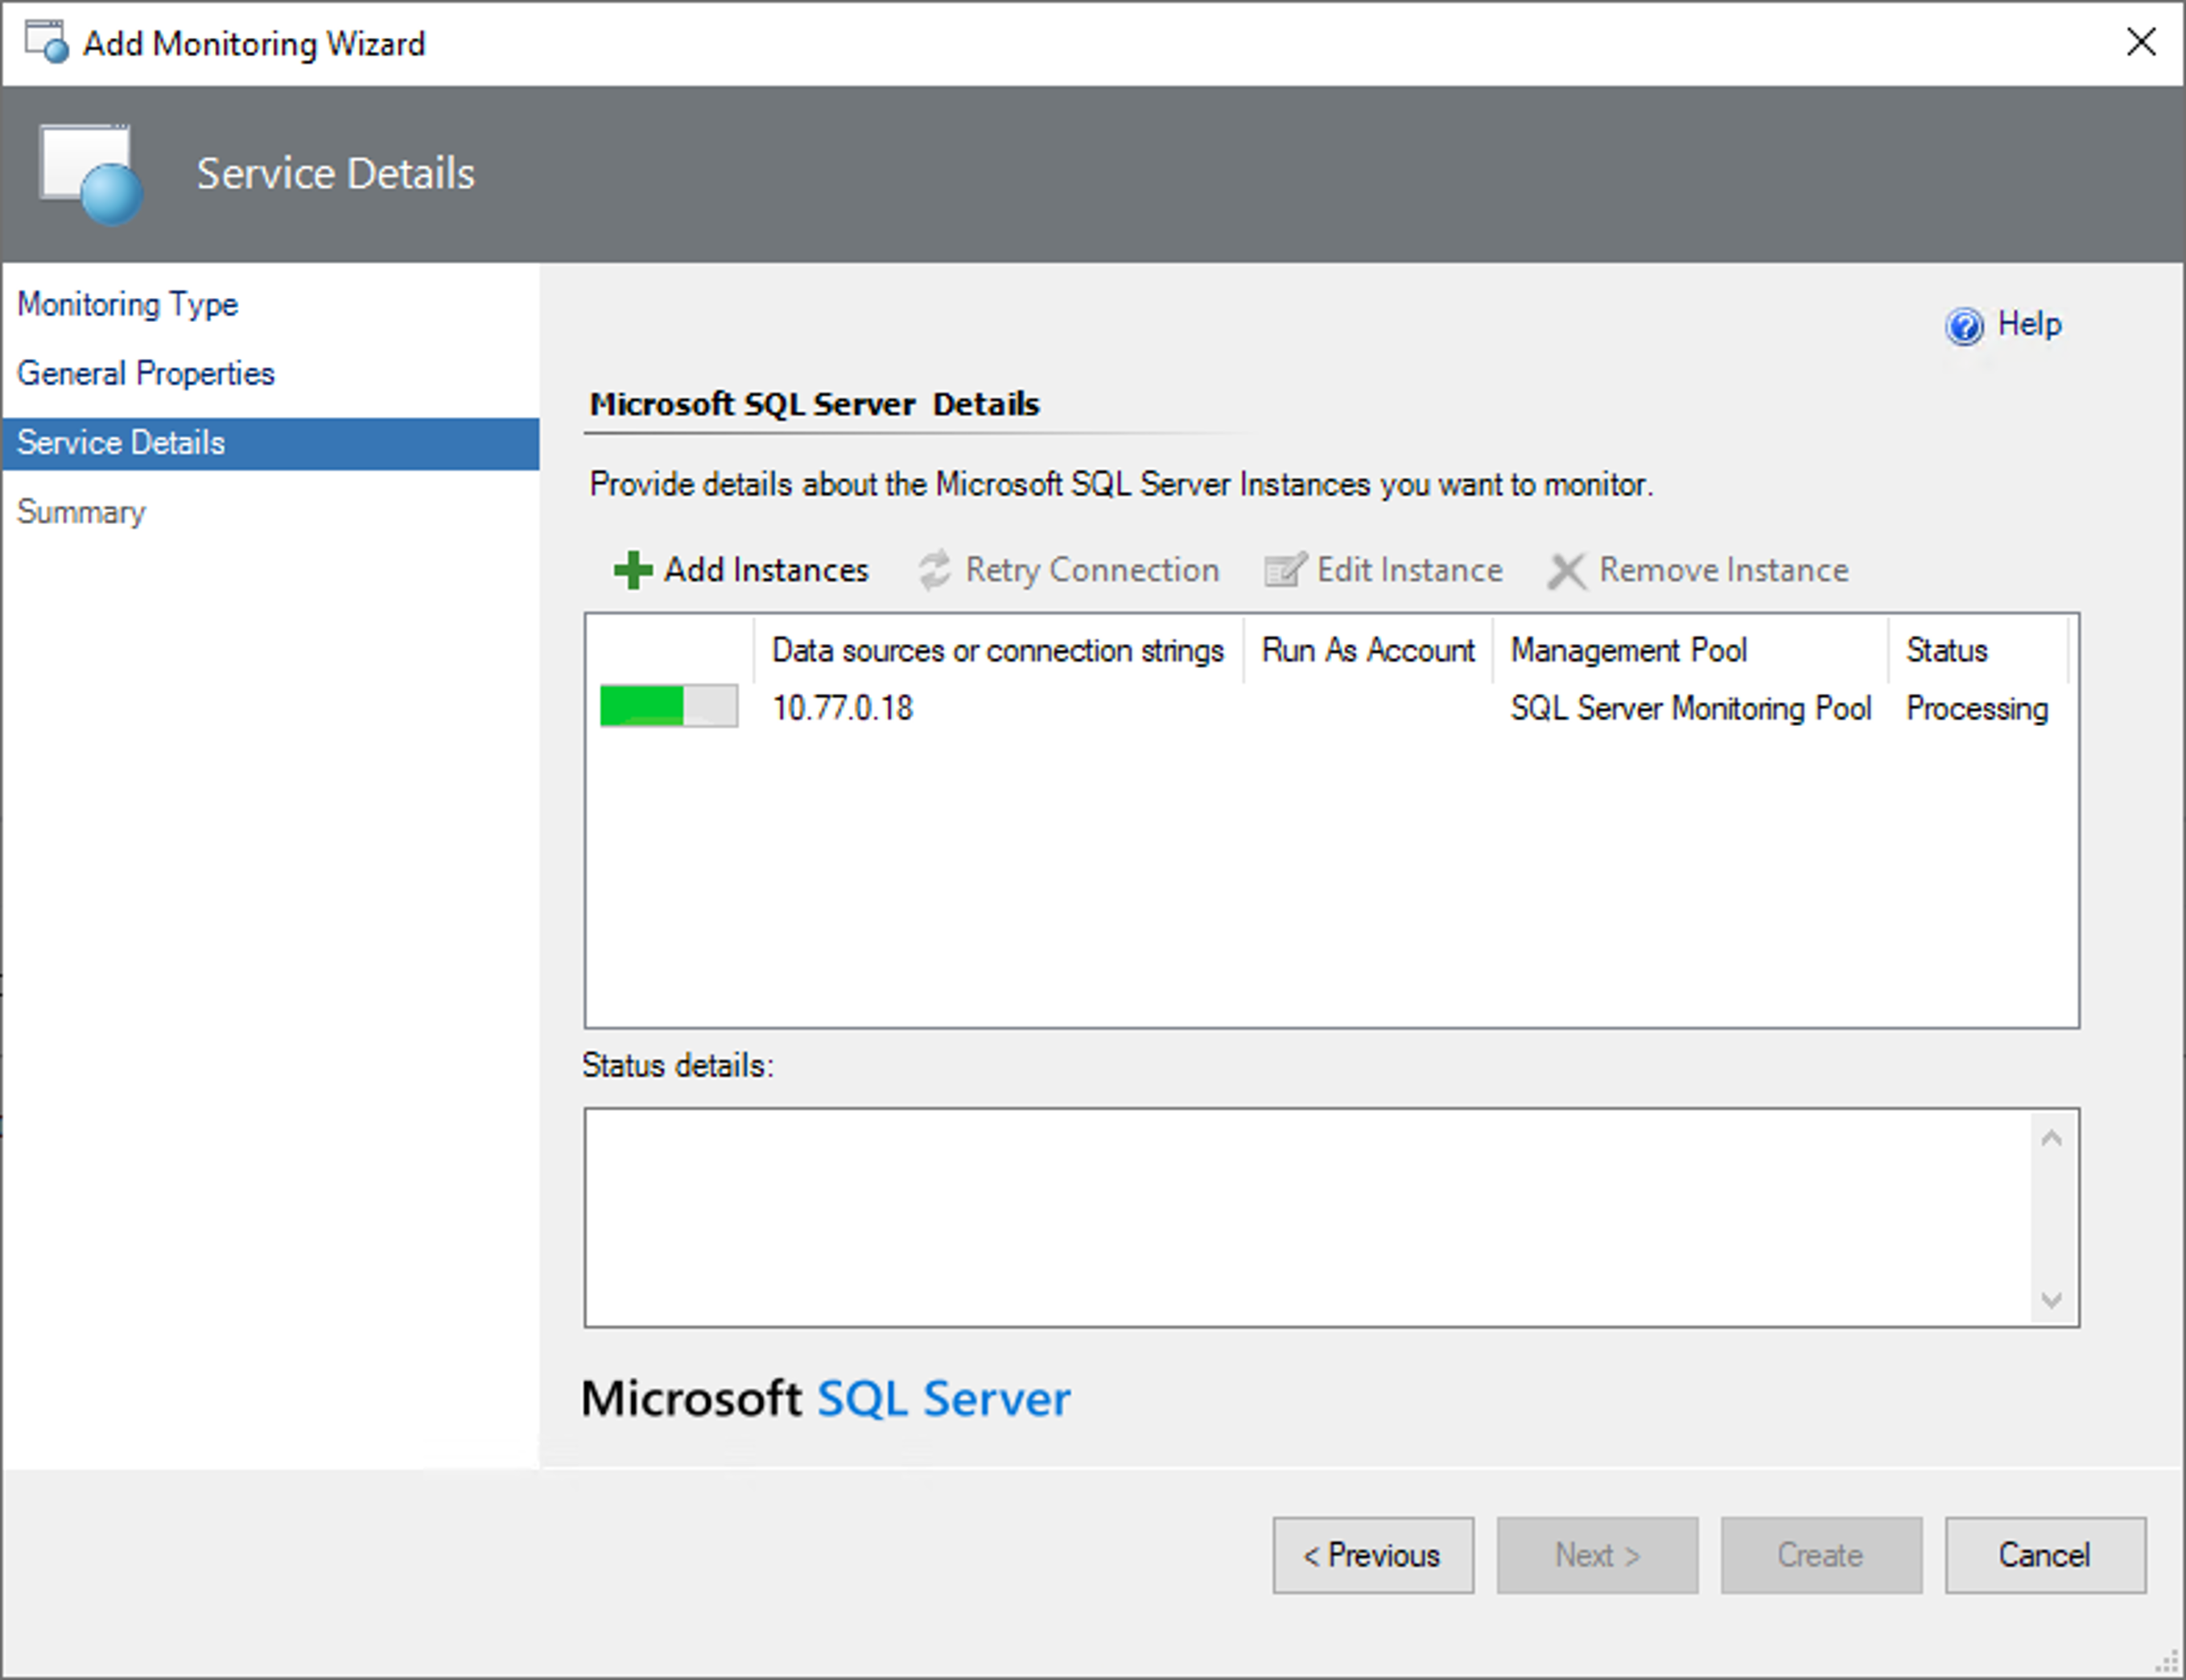 Add Monitoring Wizard
Service Details
Monitoring Type
General Properties
Service Details
Summary
Help
Microsoft SQL Server Details
Provide details about the Microsoft SQL Server Instances you want to monitor.
Add Instances Retry Connection Edit Instance Remove Instance
Data sources or connection strings Run As Account Management Pool Status
10.77.0.18 SQL Server Monitoring Pool Processing
Status details:
Microsoft SQL Server
< Previous Next > Create Cancel